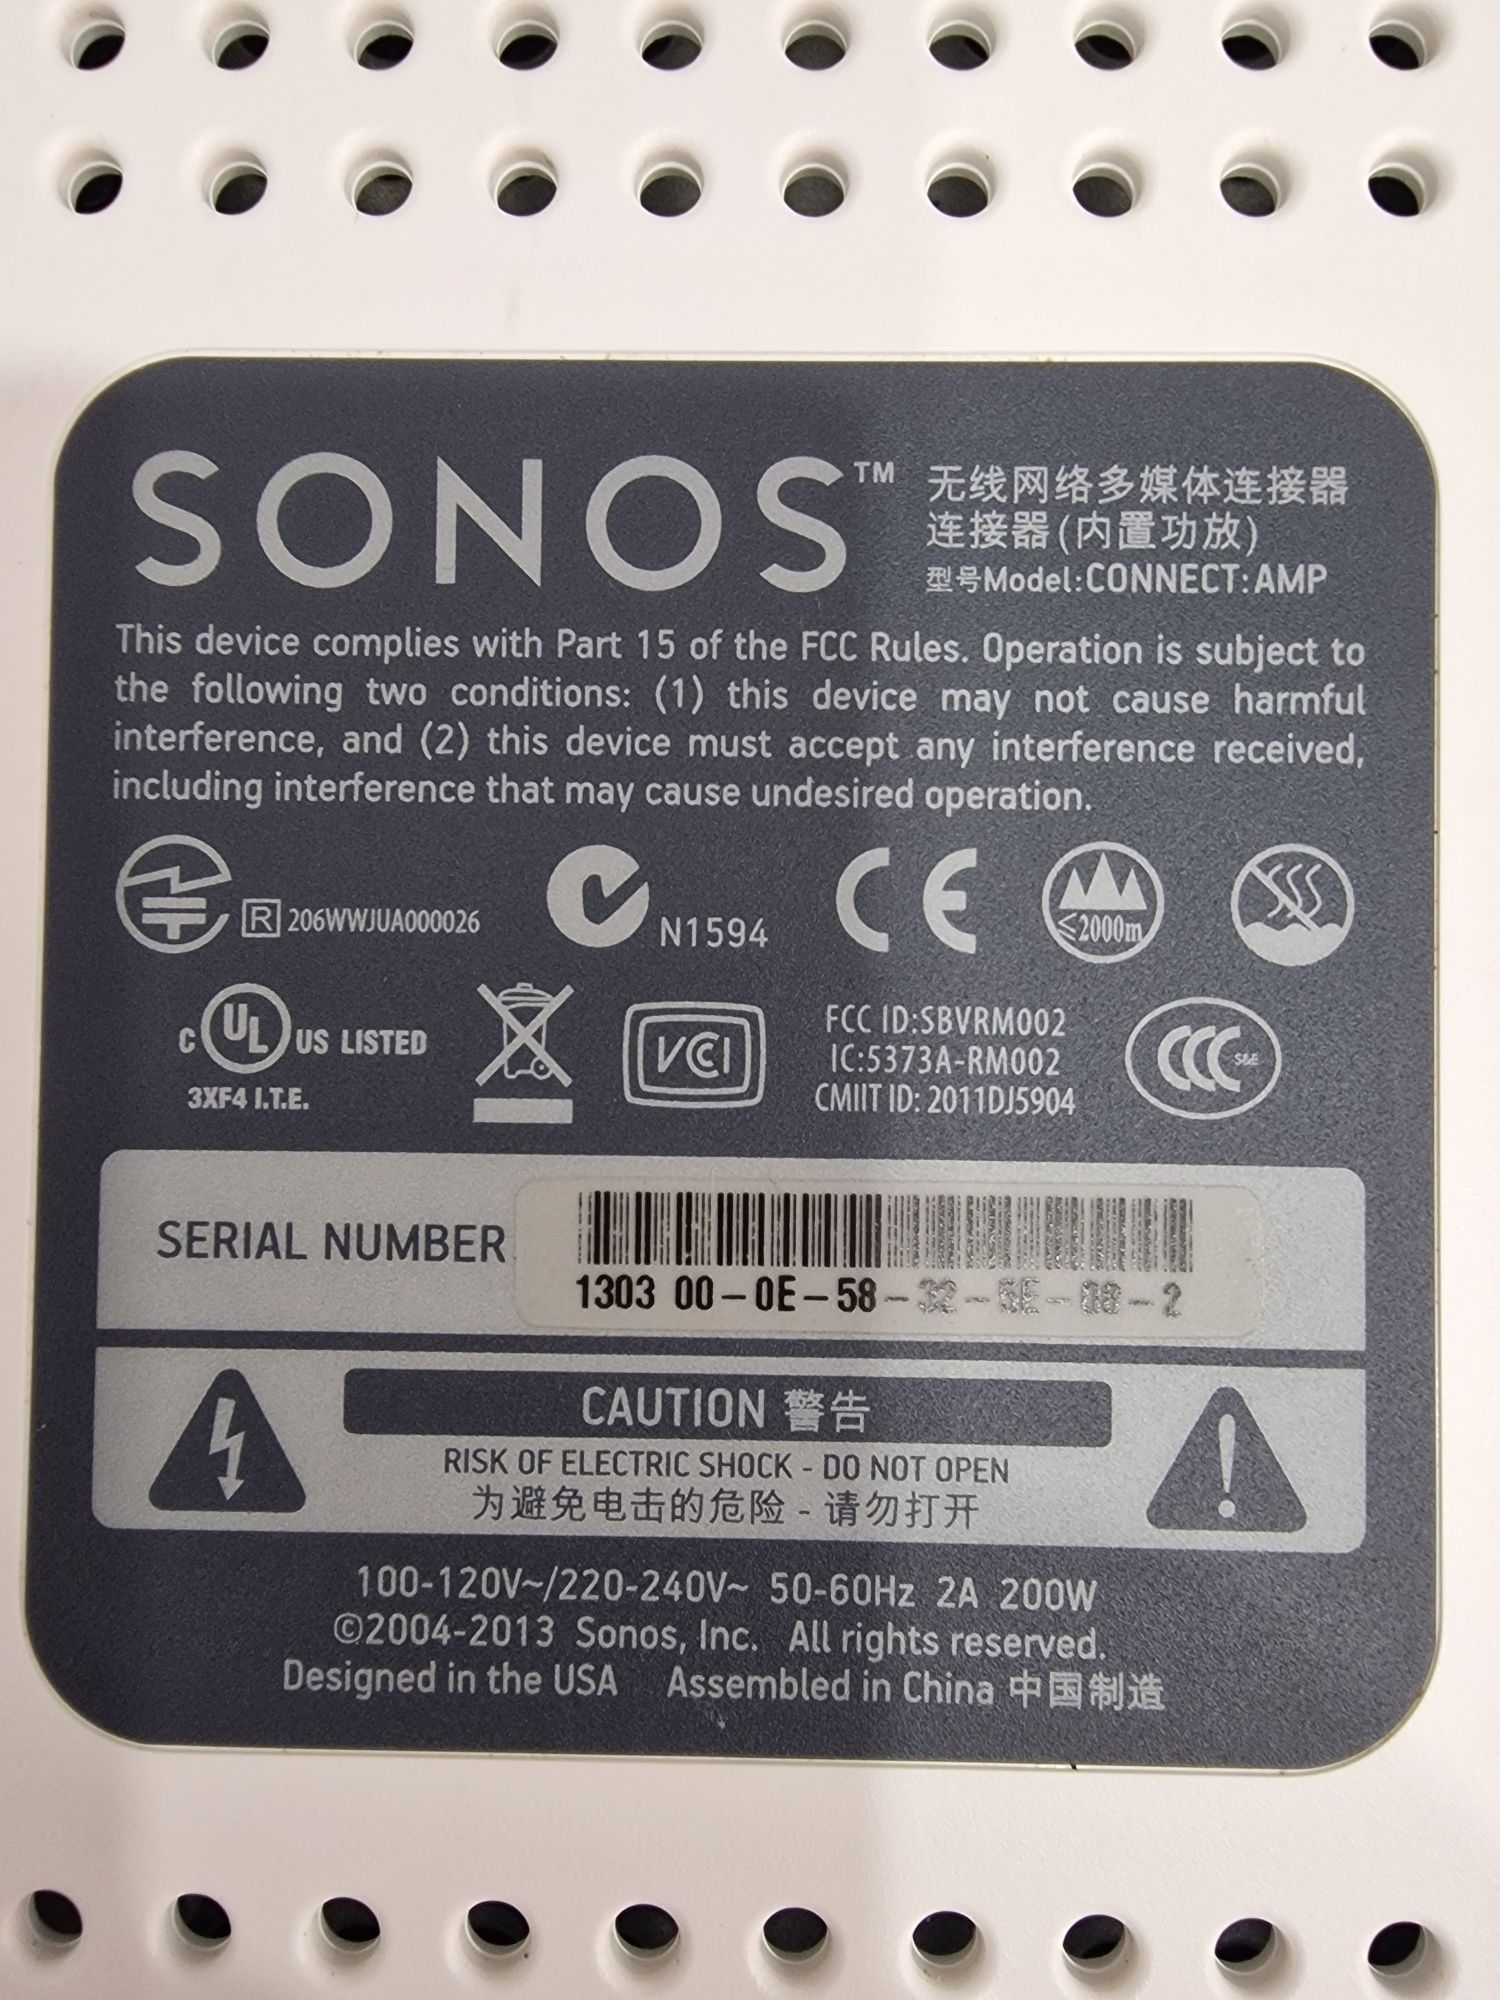 SONOS™
无线网络多媒体连接器
连接器(内置功放)
型号Model:CONNECT:AMP
This device complies with Part 15 of the FCC Rules. Operation is subject to
the following two conditions: (1) this device may not cause harmful
interference, and (2) this device must accept any interference received,
including interference that may cause undesired operation.
R 206WWJUA000026
N1594
CE
≤2000m
C UL US LISTED
3XF4 I.T.E.
VCCI
FCC ID:SBVRM002
IC:5373A-RM002
CMIIT ID: 2011DJ5904
CCC S&E
SERIAL NUMBER
1303 00-0E-58-32-5E-08-2
CAUTION 警告
RISK OF ELECTRIC SHOCK - DO NOT OPEN
为避免电击的危险 - 请勿打开
100-120V~/220-240V~ 50-60Hz 2A 200W
©2004-2013 Sonos, Inc. All rights reserved.
Designed in the USA Assembled in China 中国制造